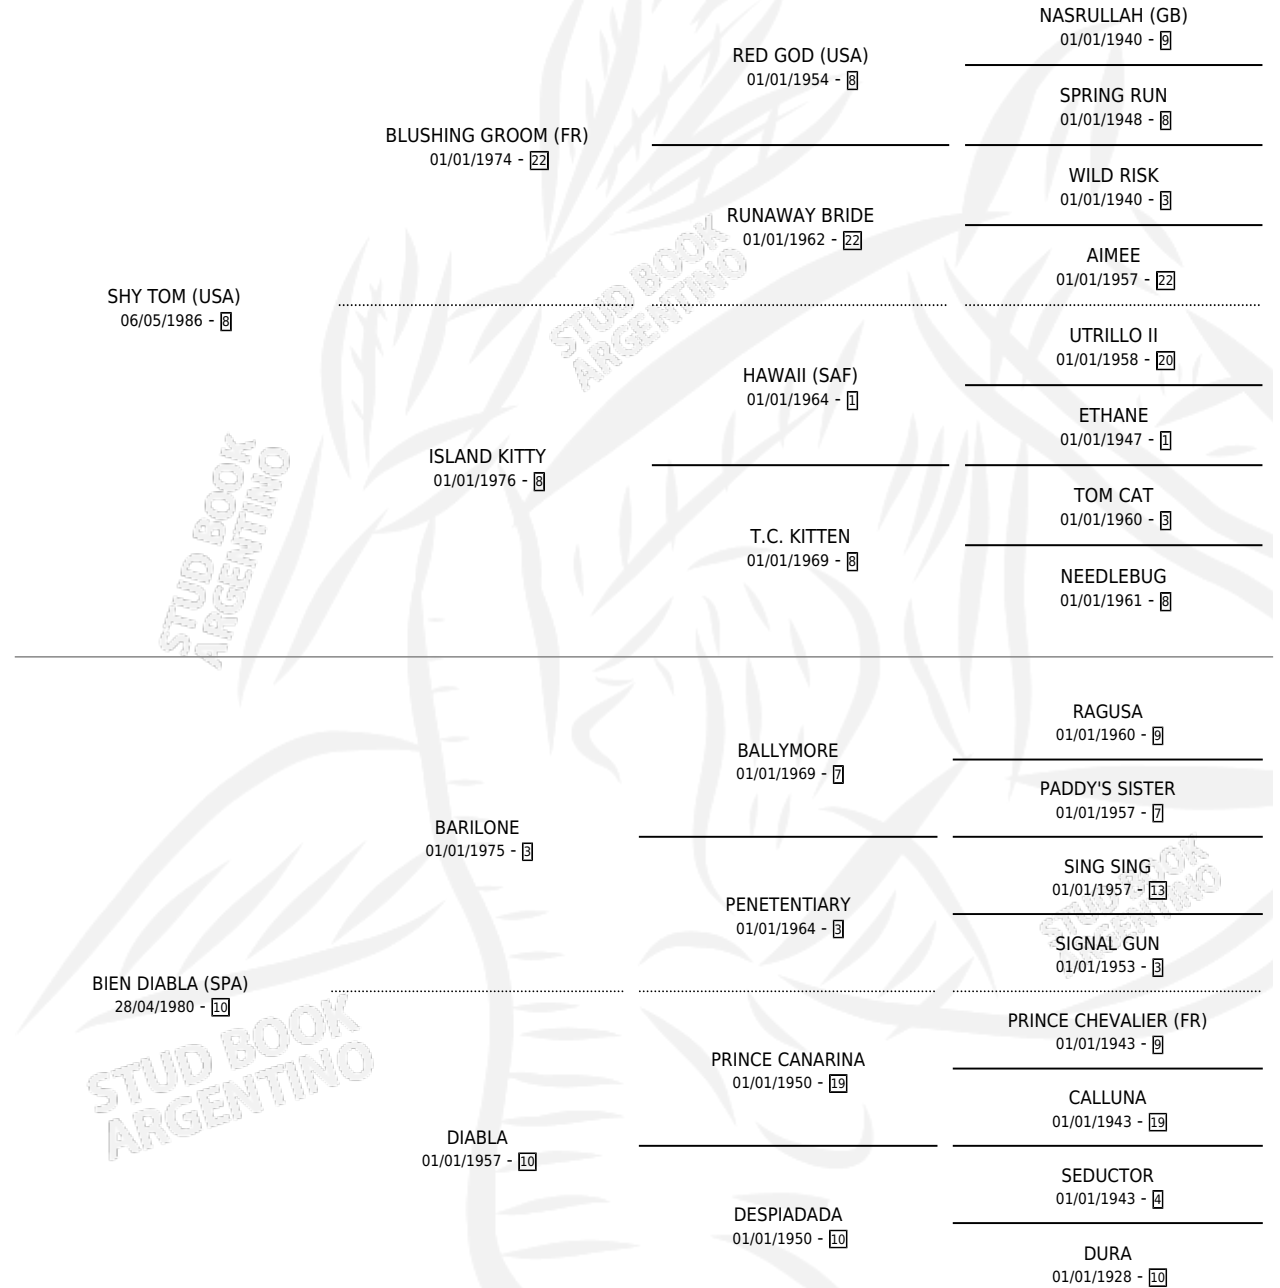 NASRULLAH (GB)
01/01/1940 - 9
RED GOD (USA)
01/01/1954 - 8
SPRING RUN
01/01/1948 - 8
BLUSHING GROOM (FR)
01/01/1974 - 22
WILD RISK
01/01/1940 - 3
RUNAWAY BRIDE
01/01/1962 - 22
AIMEE
01/01/1957 - 22
SHY TOM (USA)
06/05/1986 - 8
UTRILLO II
01/01/1958 - 20
HAWAII (SAF)
01/01/1964 - 1
ETHANE
01/01/1947 - 1
ISLAND KITTY
01/01/1976 - 8
TOM CAT
01/01/1960 - 3
T.C. KITTEN
01/01/1969 - 8
NEEDLEBUG
01/01/1961 - 8
RAGUSA
01/01/1960 - 9
BALLYMORE
01/01/1969 - 7
PADDY'S SISTER
01/01/1957 - 7
BARILONE
01/01/1975 - 3
SING SING
01/01/1957 - 13
PENETENTIARY
01/01/1964 - 3
SIGNAL GUN
01/01/1953 - 3
BIEN DIABLA (SPA)
28/04/1980 - 10
PRINCE CHEVALIER (FR)
01/01/1943 - 9
PRINCE CANARINA
01/01/1950 - 19
CALLUNA
01/01/1943 - 19
DIABLA
01/01/1957 - 10
SEDUCTOR
01/01/1943 - 4
DESPIADADA
01/01/1950 - 10
DURA
01/01/1928 - 10
STUD BOOK
ARGENTINO
STUD BOOK
ARGENTINO
STUD BOOK
ARGENTINO
STUD BOOK
ARGENTINO